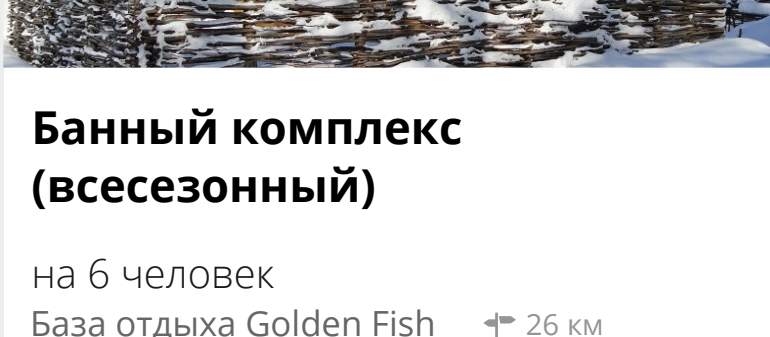 Банный комплекс
(всесезонный)
на 6 человек
База отдыха Golden Fish 26 км